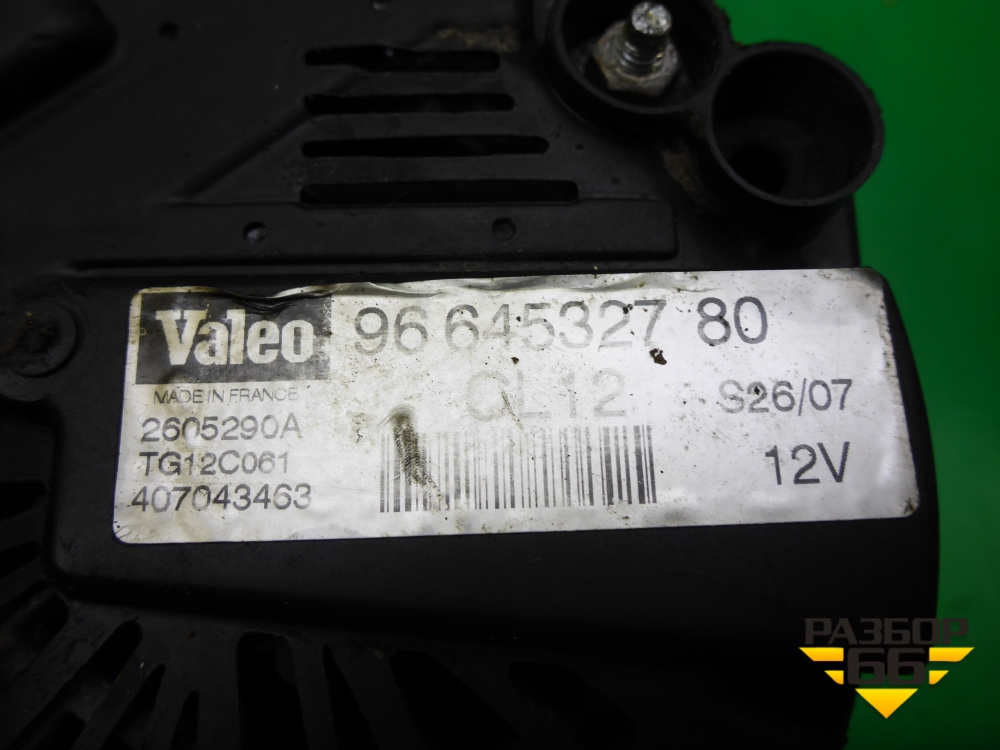 Valeo
96 645327 80
MADE IN FRANCE
CL12
S26/07
2605290A
TG12C061
12V
407043463
РАЗБОР
66